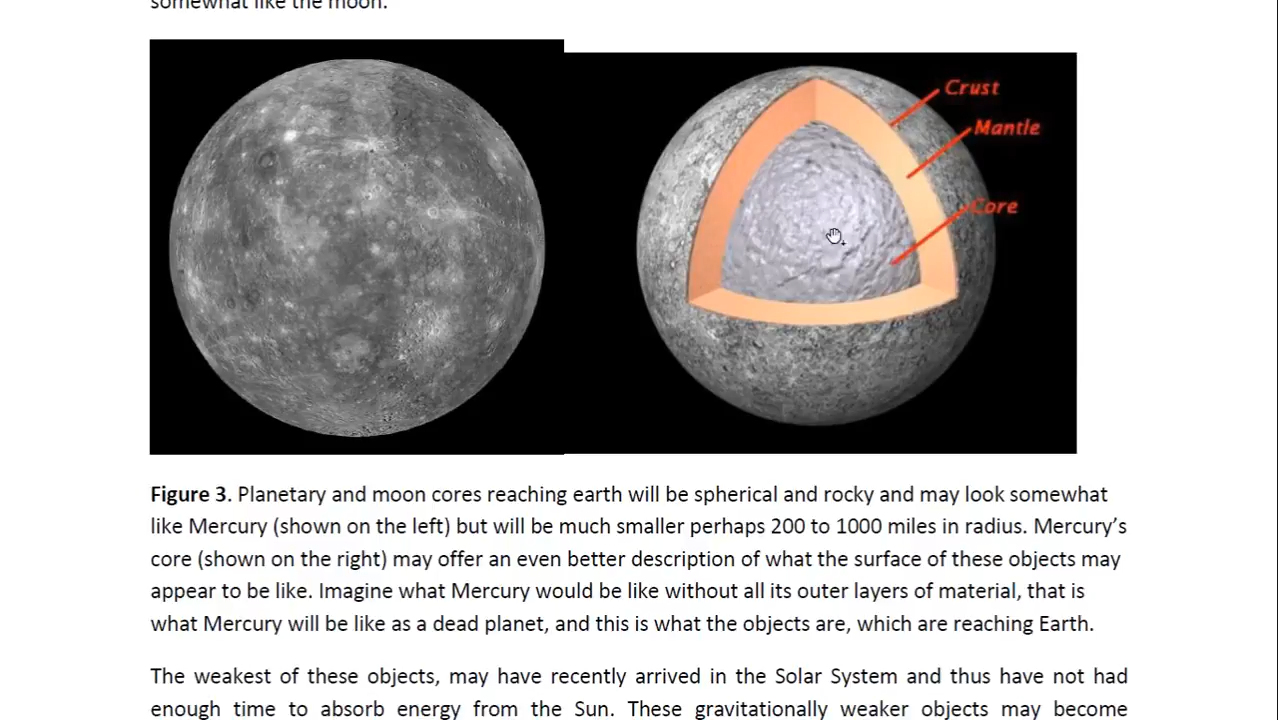 somewhat like the moon.
Crust
Mantle
Core
Figure 3. Planetary and moon cores reaching earth will be spherical and rocky and may look somewhat
like Mercury (shown on the left) but will be much smaller perhaps 200 to 1000 miles in radius. Mercury's
core (shown on the right) may offer an even better description of what the surface of these objects may
appear to be like. Imagine what Mercury would be like without all its outer layers of material, that is
what Mercury will be like as a dead planet, and this is what the objects are, which are reaching Earth.
The weakest of these objects, may have recently arrived in the Solar System and thus have not had
enough time to absorb energy from the Sun. These gravitationally weaker objects may become